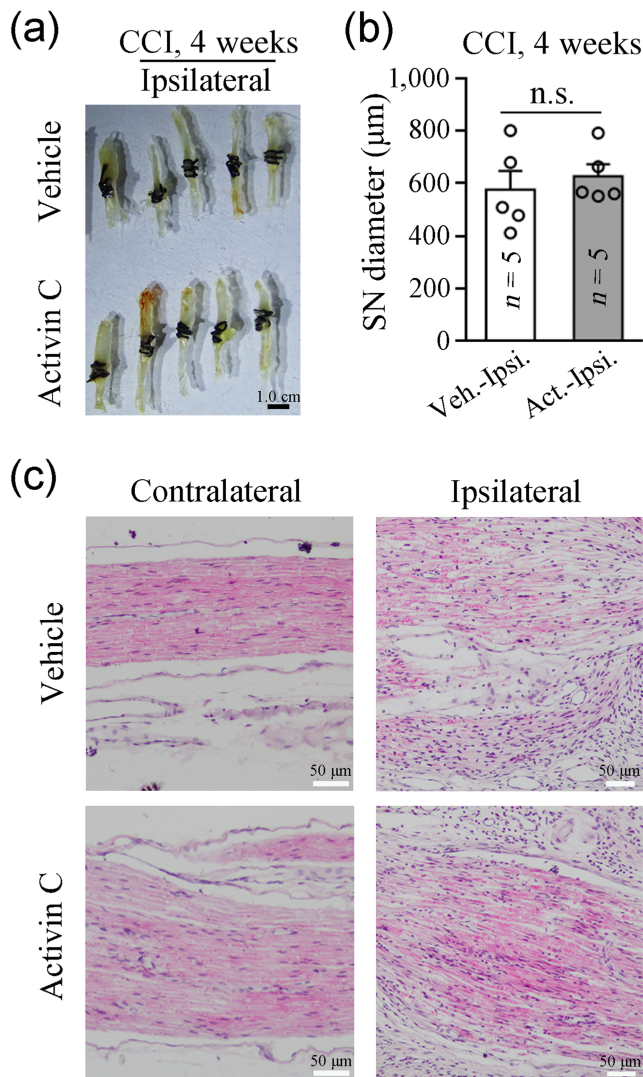 (a)
CCI, 4 weeks
Ipsilateral
Vehicle
Activin C
1.0 cm
(b)
CCI, 4 weeks
n.s.
SN diameter (μm)
1,000
800
600
400
200
0
n = 5
n = 5
Veh.-Ipsi.
Act.-Ipsi.
(c)
Contralateral
Ipsilateral
Vehicle
50 μm
50 μm
Activin C
50 μm
50 μm